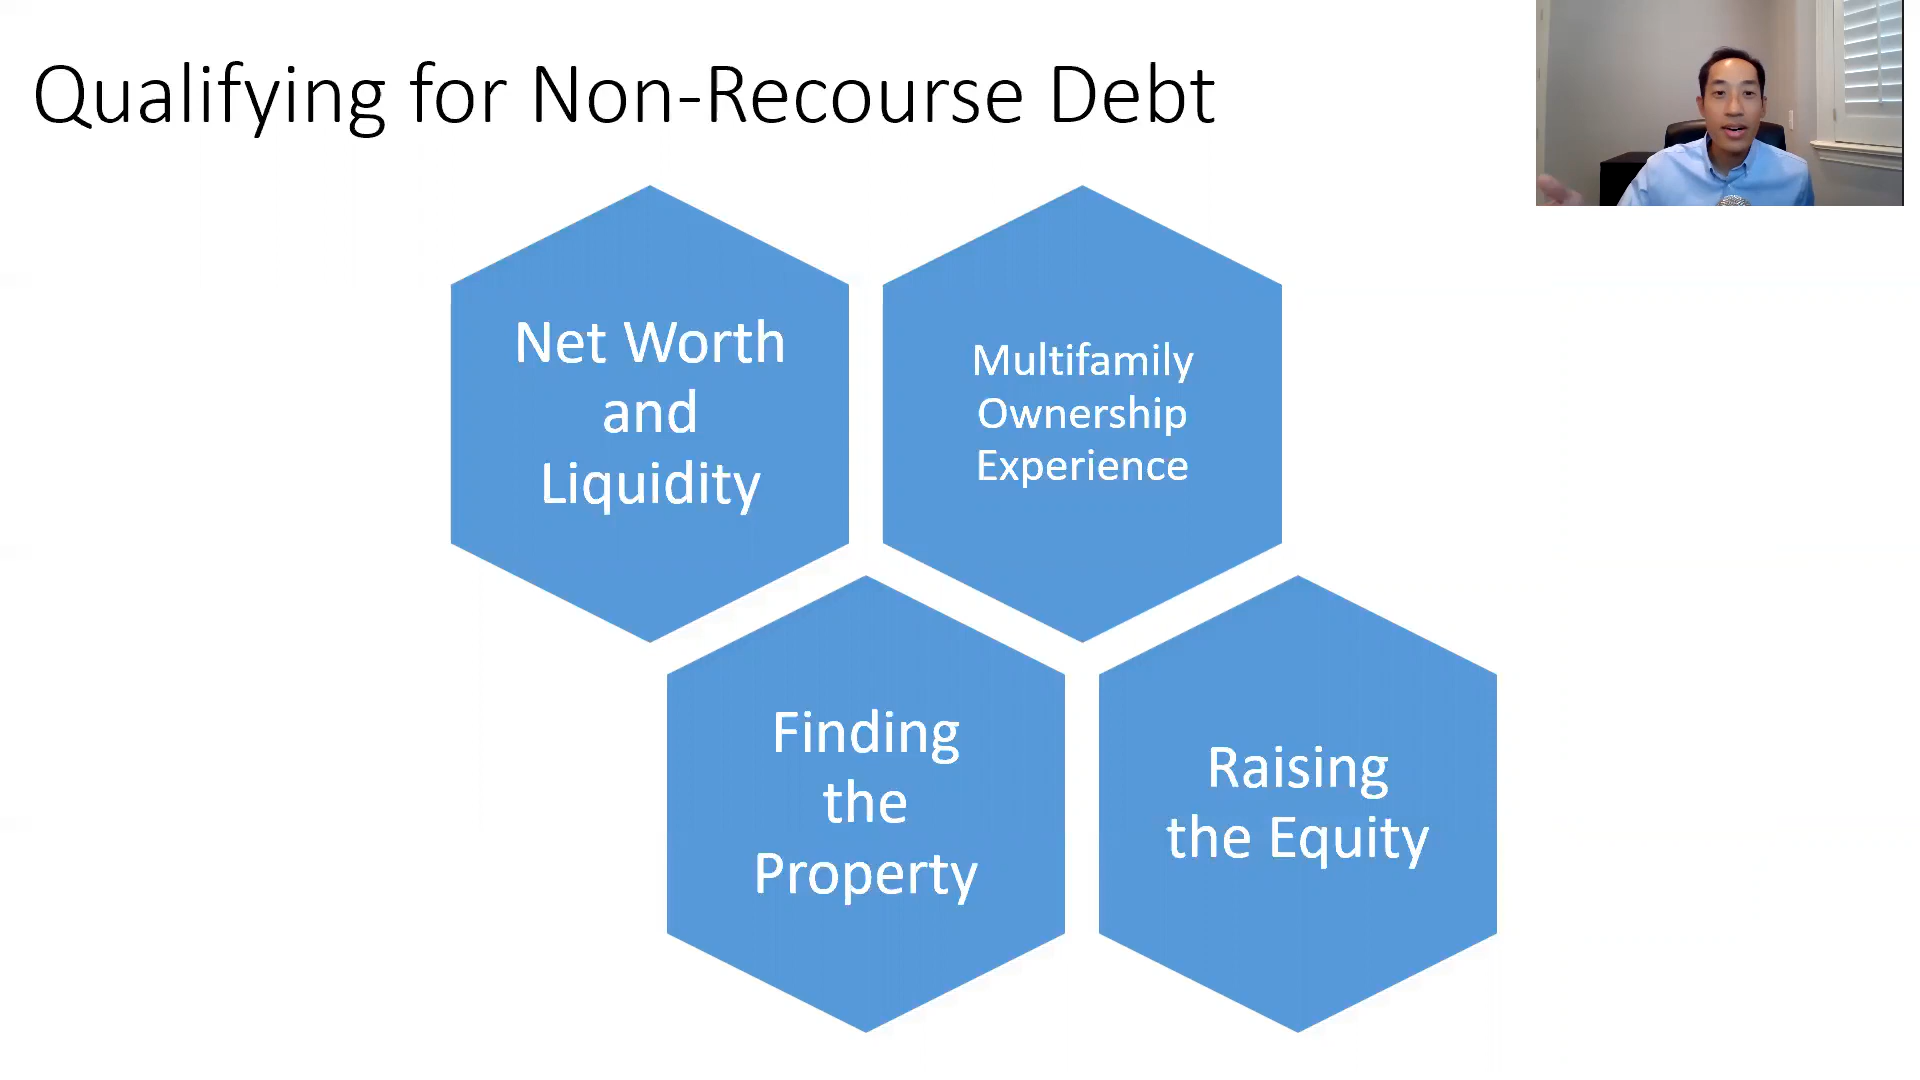 Qualifying for Non-Recourse Debt
Net Worth
and
Liquidity
Multifamily
Ownership
Experience
Finding
the
Property
Raising
the Equity